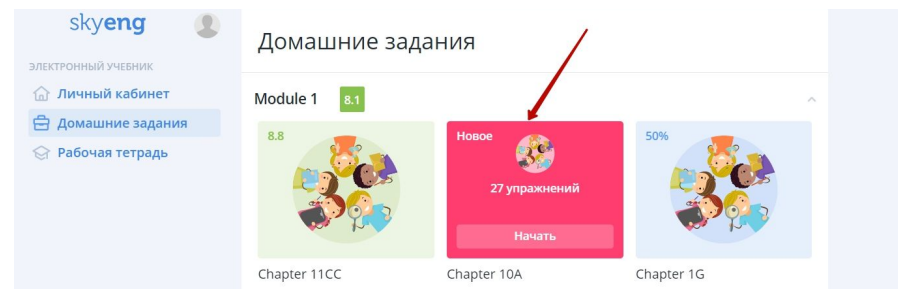 skyeng
Домашние задания
ЭЛЕКТРОННЫЙ УЧЕБНИК
Личный кабинет
Домашние задания
Рабочая тетрадь
Module 1 8.1
8.8
Новое
27 упражнений
Начать
50%
Chapter 11CC
Chapter 10A
Chapter 1G